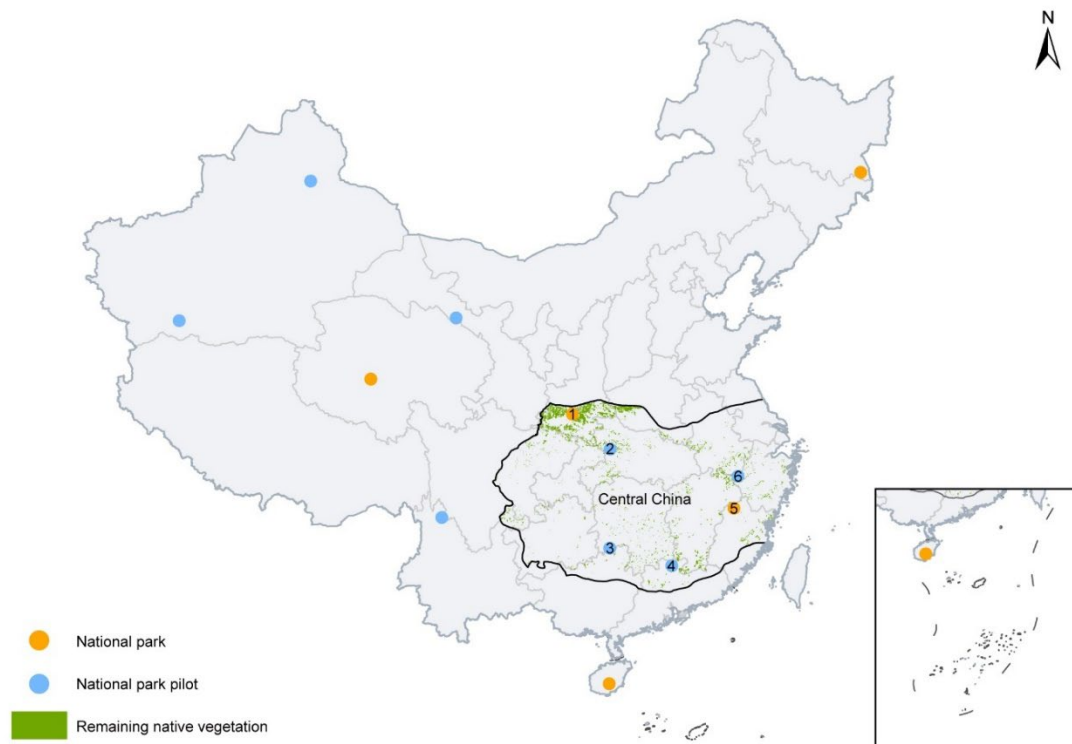 N
1
2
6
Central China
5
3
4
National park
National park pilot
Remaining native vegetation